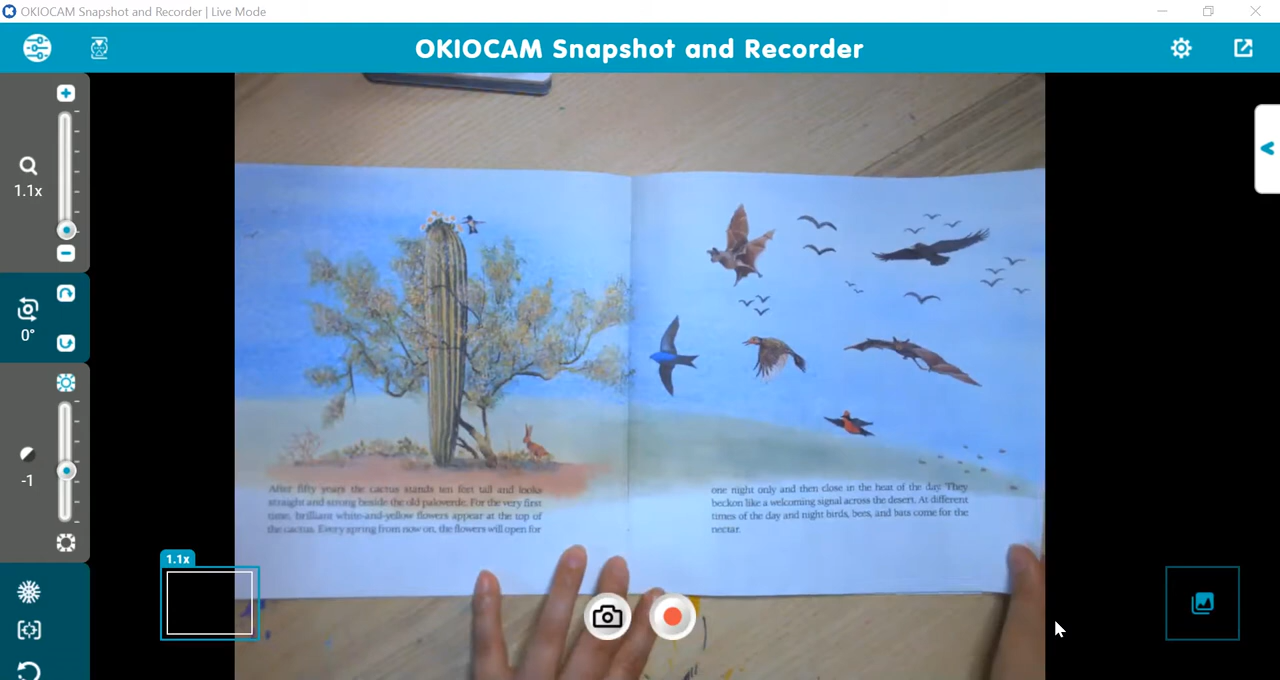 OKIOCAM Snapshot and Recorder | Live Mode
OKIOCAM Snapshot and Recorder
1.1x
0°
-1
After fifty years the cactus stands ten feet tall and looks
straight and strong beside the old paloverde. For the very first
time, brilliant white-and-yellow flowers appear at the top of
the cactus. Every spring from now on, the flowers will open for
one night only and then close in the heat of the day. They
beckon like a welcoming signal across the desert. At different
times of the day and night birds, bees, and bats come for the
nectar.
1.1x